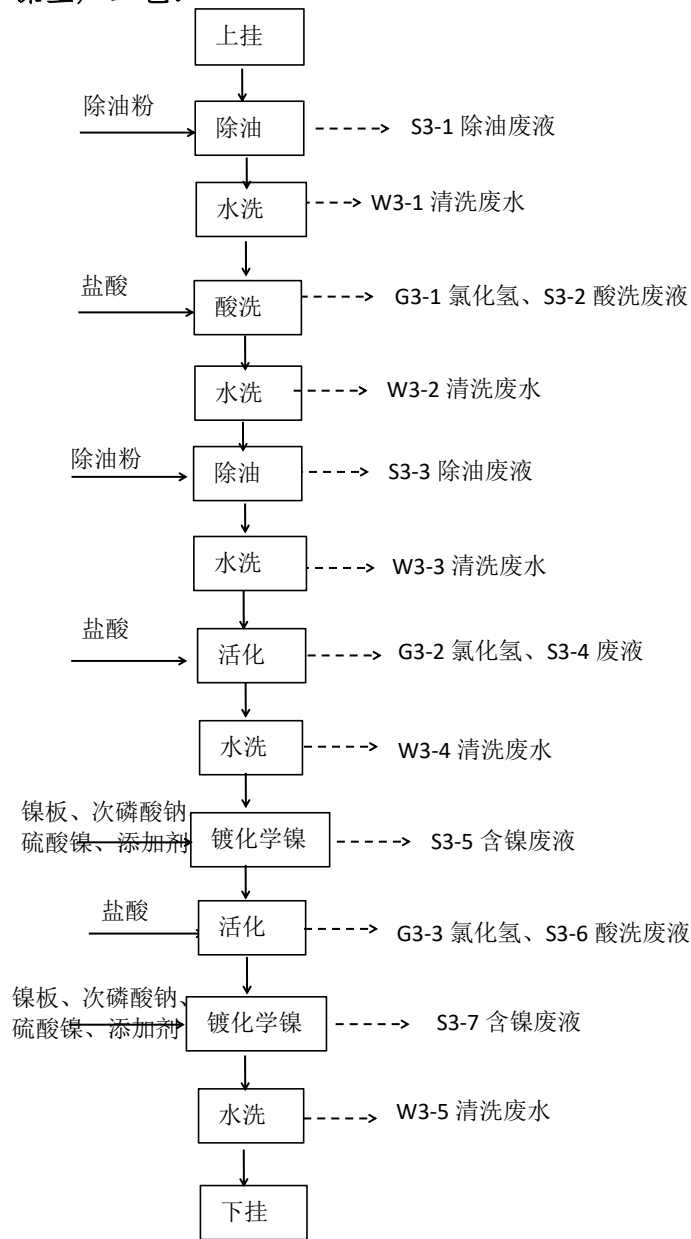 上挂
除油粉
除油
S3-1 除油废液
水洗
W3-1 清洗废水
盐酸
酸洗
G3-1 氯化氢、S3-2 酸洗废液
水洗
W3-2 清洗废水
除油粉
除油
S3-3 除油废液
水洗
W3-3 清洗废水
盐酸
活化
G3-2 氯化氢、S3-4 废液
水洗
W3-4 清洗废水
镍板、次磷酸钠
硫酸镍、添加剂
镀化学镍
S3-5 含镍废液
盐酸
活化
G3-3 氯化氢、S3-6 酸洗废液
镍板、次磷酸钠、
硫酸镍、添加剂
镀化学镍
S3-7 含镍废液
水洗
W3-5 清洗废水
下挂